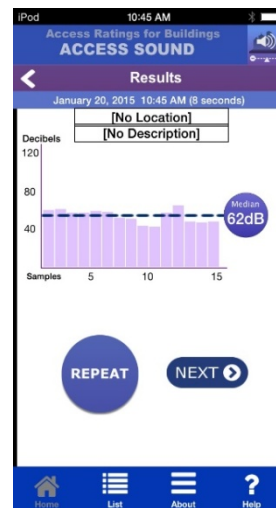 iPod 10:45 AM
Access Ratings for Buildings
ACCESS SOUND
Results
January 20, 2015 10:45 AM (8 seconds)
[No Location]
[No Description]
Decibels
120
80
40
Median
62dB
Samples 5 10 15
REPEAT
NEXT
Home List About Help